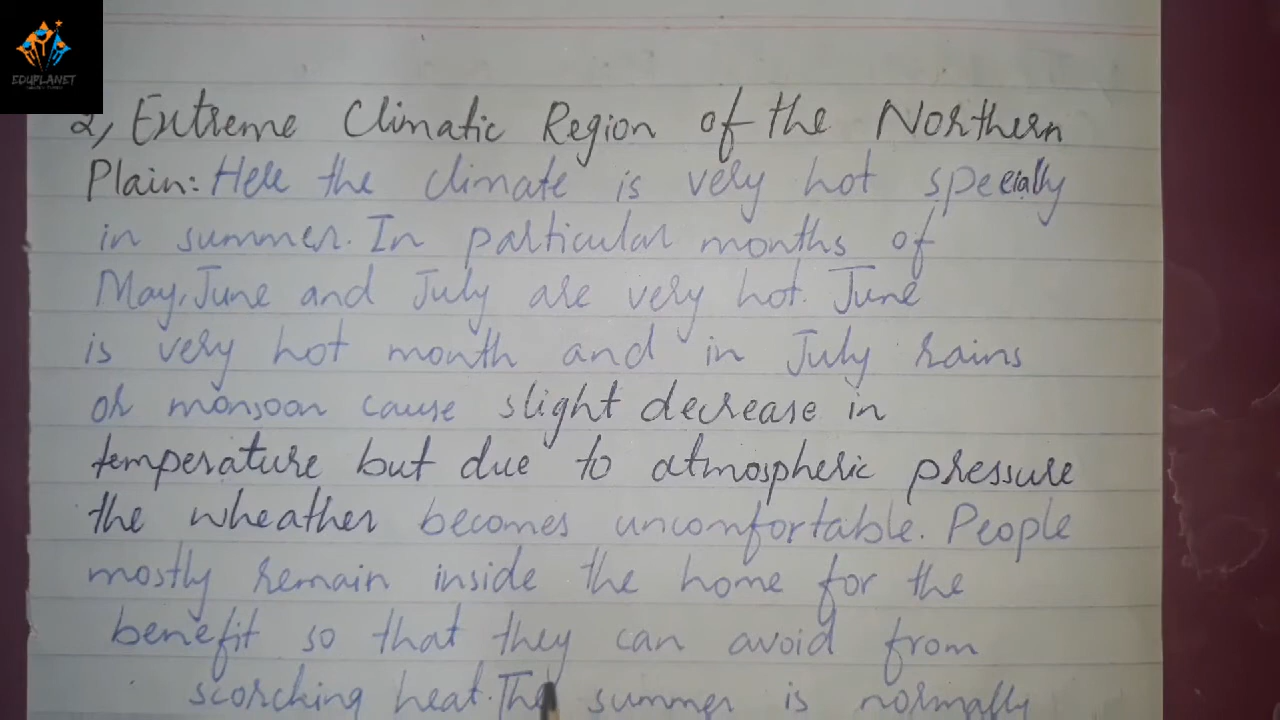 EDUPLANET
2, Extreme Climatic Region of the Northern
Plain:- Here the climate is very hot specially
in summer. In particular months of
May, June and July are very hot. June
is very hot month and in July rains
or monsoon cause slight decrease in
temperature but due to atmospheric pressure
the wheather becomes uncomfortable. People
mostly remain inside the home for the
benefit so that they can avoid from
scorching heat. The summer is normally